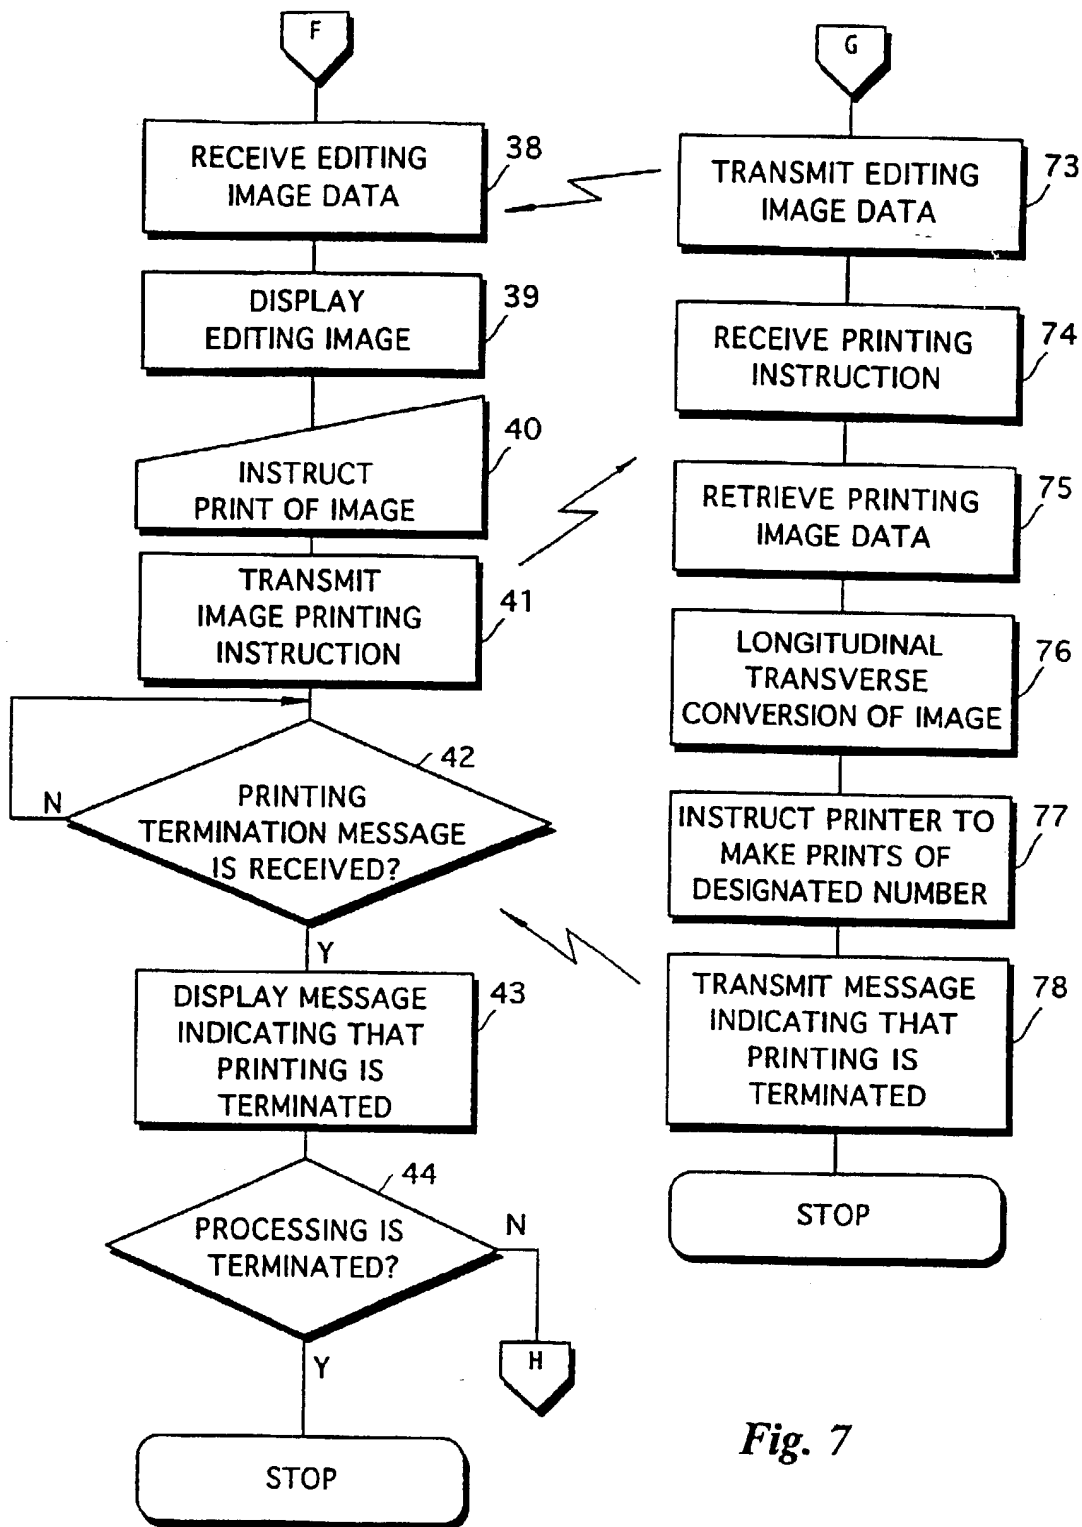 F
RECEIVE EDITING
IMAGE DATA
38
DISPLAY
EDITING IMAGE
39
INSTRUCT
PRINT OF IMAGE
40
TRANSMIT
IMAGE PRINTING
INSTRUCTION
41
PRINTING
TERMINATION MESSAGE
IS RECEIVED?
42
N
Y
DISPLAY MESSAGE
INDICATING THAT
PRINTING IS
TERMINATED
43
PROCESSING IS
TERMINATED?
44
N
H
Y
STOP
G
TRANSMIT EDITING
IMAGE DATA
73
RECEIVE PRINTING
INSTRUCTION
74
RETRIEVE PRINTING
IMAGE DATA
75
LONGITUDINAL
TRANSVERSE
CONVERSION OF IMAGE
76
INSTRUCT PRINTER TO
MAKE PRINTS OF
DESIGNATED NUMBER
77
TRANSMIT MESSAGE
INDICATING THAT
PRINTING IS
TERMINATED
78
STOP
Fig. 7